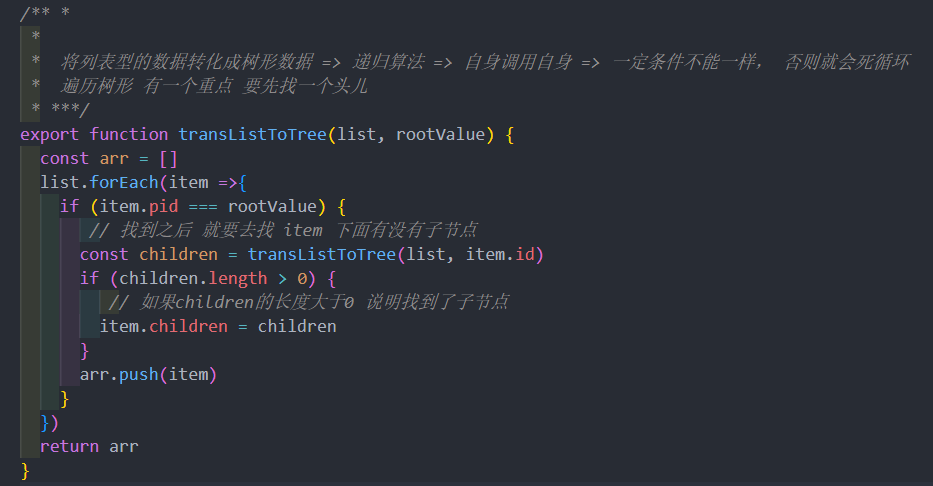 /** *
 *
 *  将列表型的数据转化成树形数据 => 递归算法 => 自身调用自身 => 一定条件不能一样， 否则就会死循环
 *  遍历树形 有一个重点 要先找一个头儿
 * ***/
export function transListToTree(list, rootValue) {
  const arr = []
  list.forEach(item =>{
    if (item.pid === rootValue) {
       // 找到之后 就要去找 item 下面有没有子节点
      const children = transListToTree(list, item.id)
      if (children.length > 0) {
         // 如果children的长度大于0 说明找到了子节点
        item.children = children
      }
      arr.push(item)
    }
  })
  return arr
}